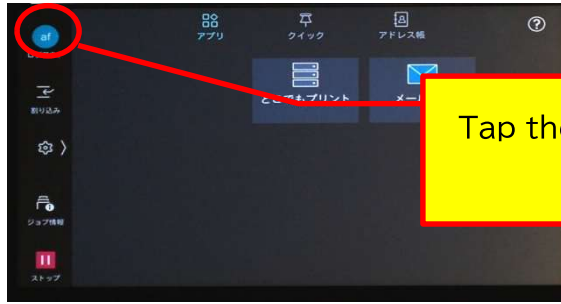 af
アプリ
クイック
アドレス帳
?
どこでもプリント
メール
割り込み
ジョブ情報
ストップ
Tap the